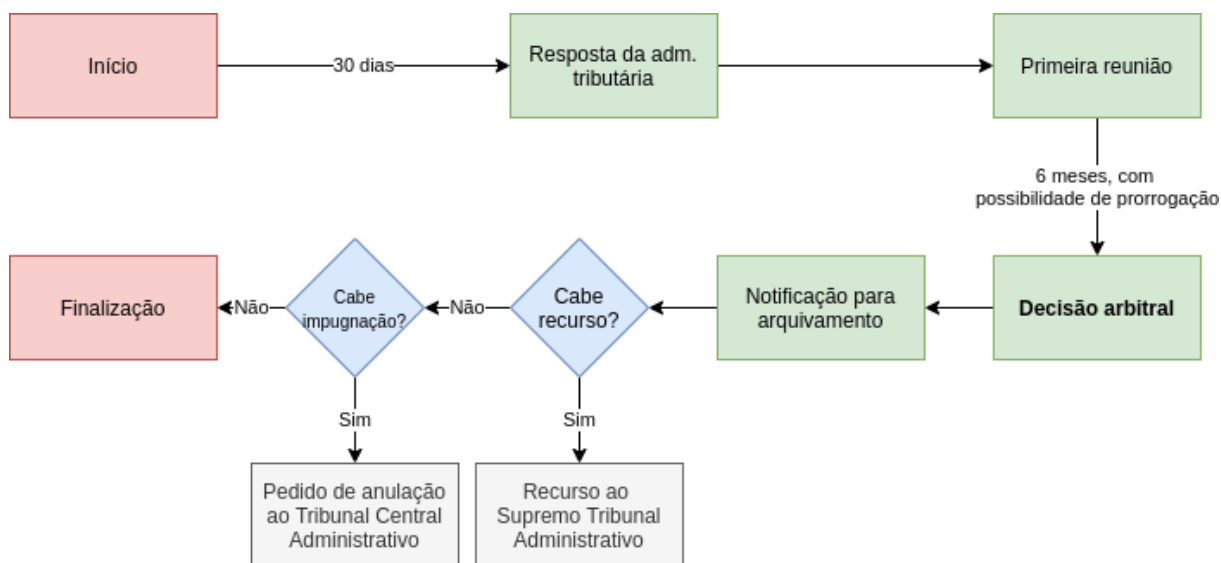 Início
30 dias
Resposta da adm.
tributária
Primeira reunião
6 meses, com
possibilidade de prorrogação
Decisão arbitral
Notificação para
arquivamento
Cabe
recurso?
Não
Cabe
impugnação?
Não
Finalização
Sim
Sim
Pedido de anulação
ao Tribunal Central
Administrativo
Recurso ao
Supremo Tribunal
Administrativo